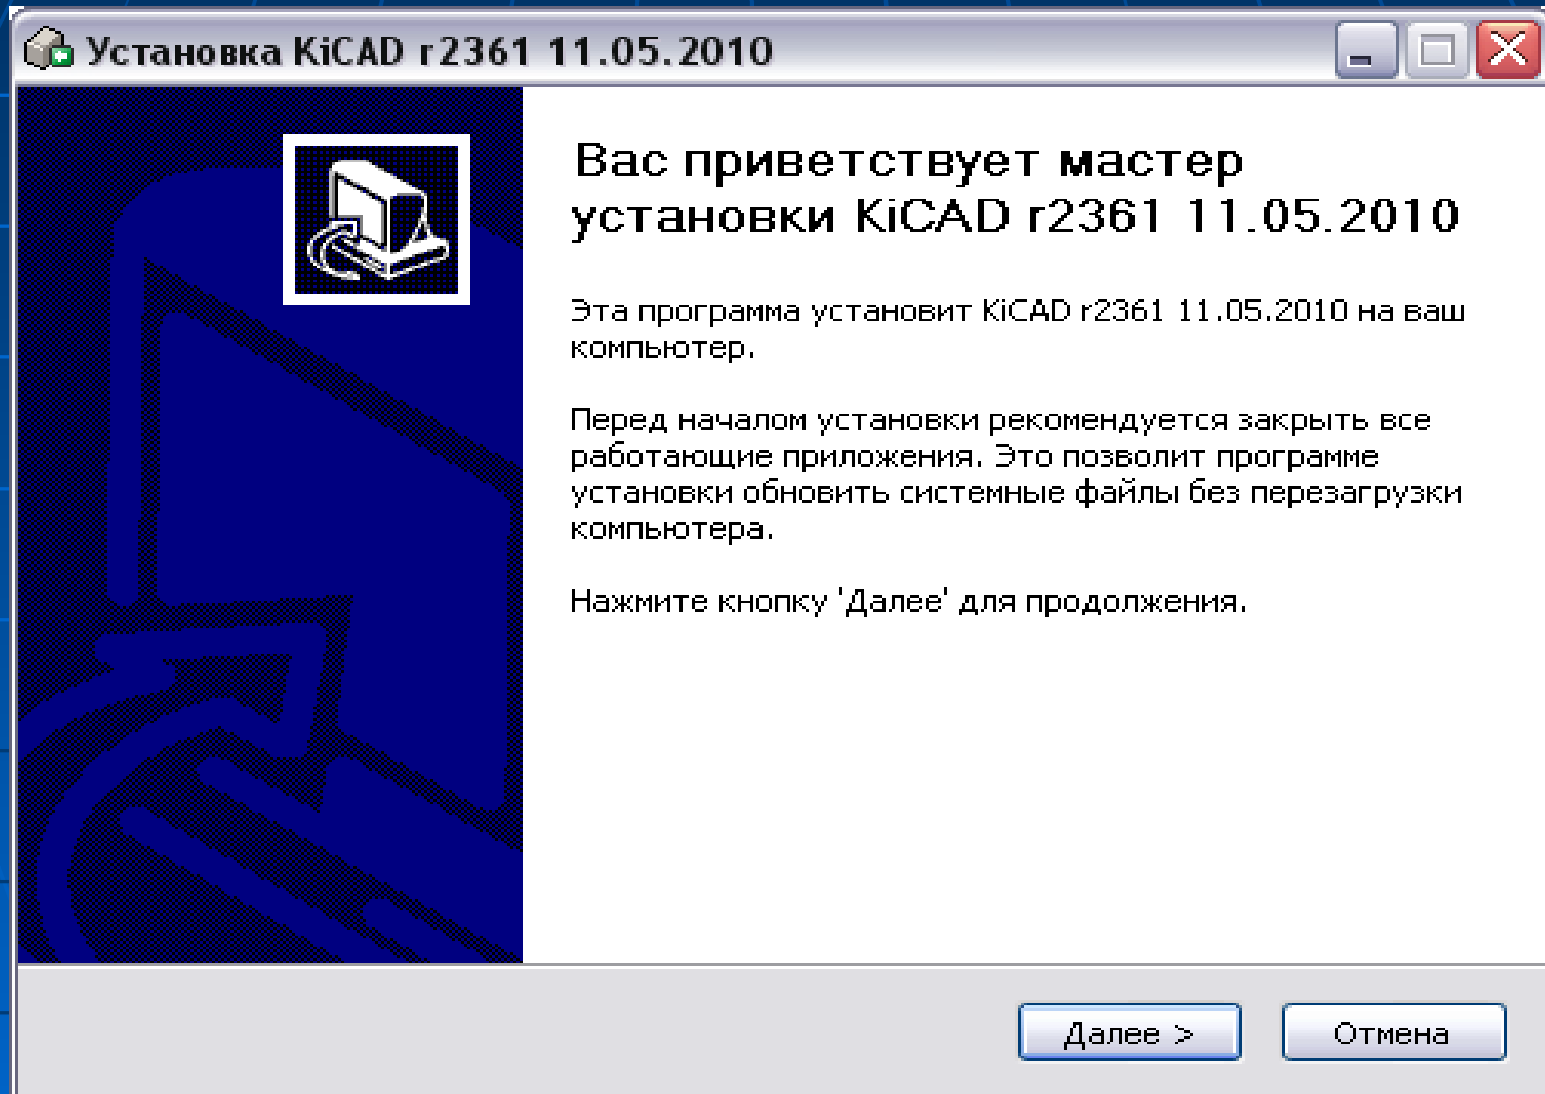 Установка KiCAD r2361 11.05.2010
Вас приветствует мастер
установки KiCAD r2361 11.05.2010
Эта программа установит KiCAD r2361 11.05.2010 на ваш
компьютер.
Перед началом установки рекомендуется закрыть все
работающие приложения. Это позволит программе
установки обновить системные файлы без перезагрузки
компьютера.
Нажмите кнопку 'Далее' для продолжения.
Далее >
Отмена